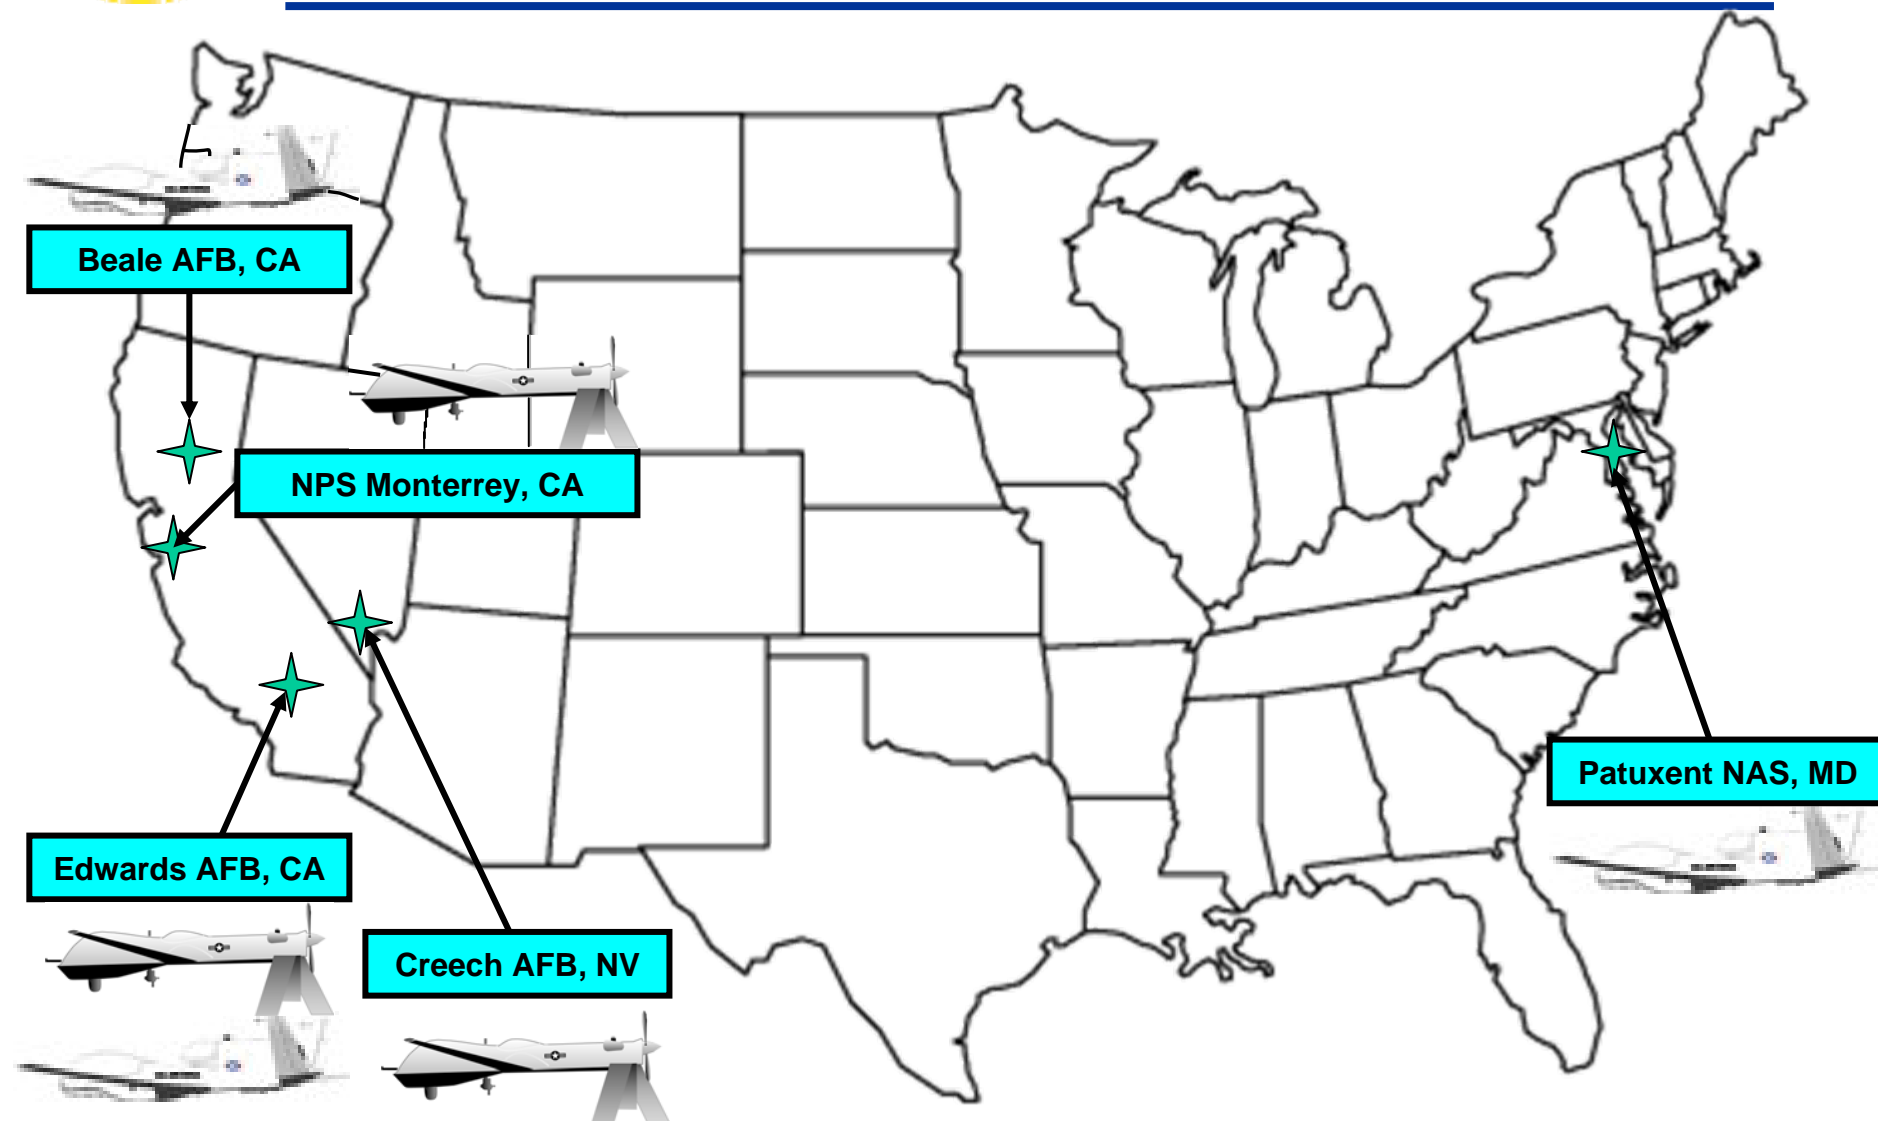 Beale AFB, CA
NPS Monterrey, CA
Patuxent NAS, MD
Edwards AFB, CA
Creech AFB, NV